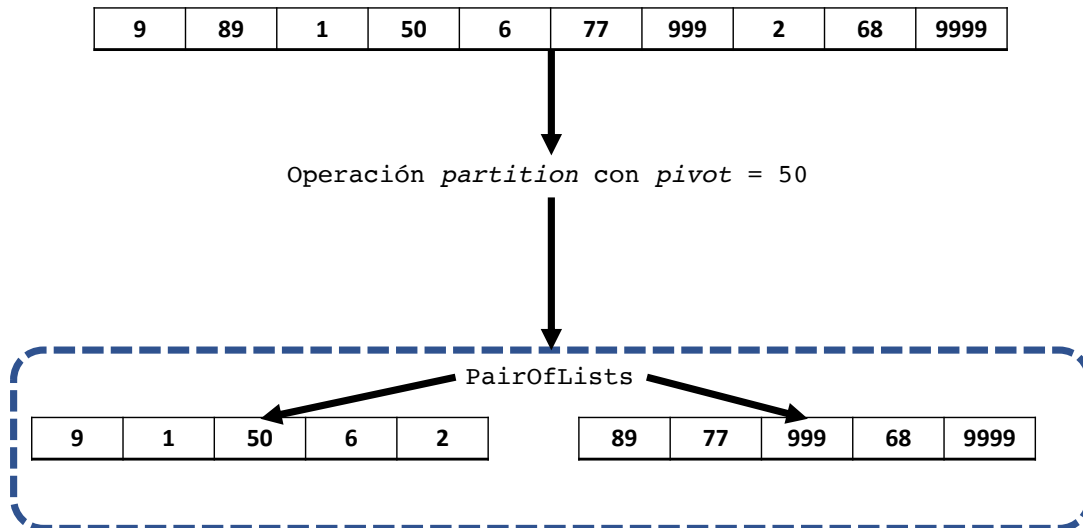 9 89 1 50 6 77 999 2 68 9999
Operación partition con pivot = 50
PairOfLists
9 1 50 6 2 89 77 999 68 9999